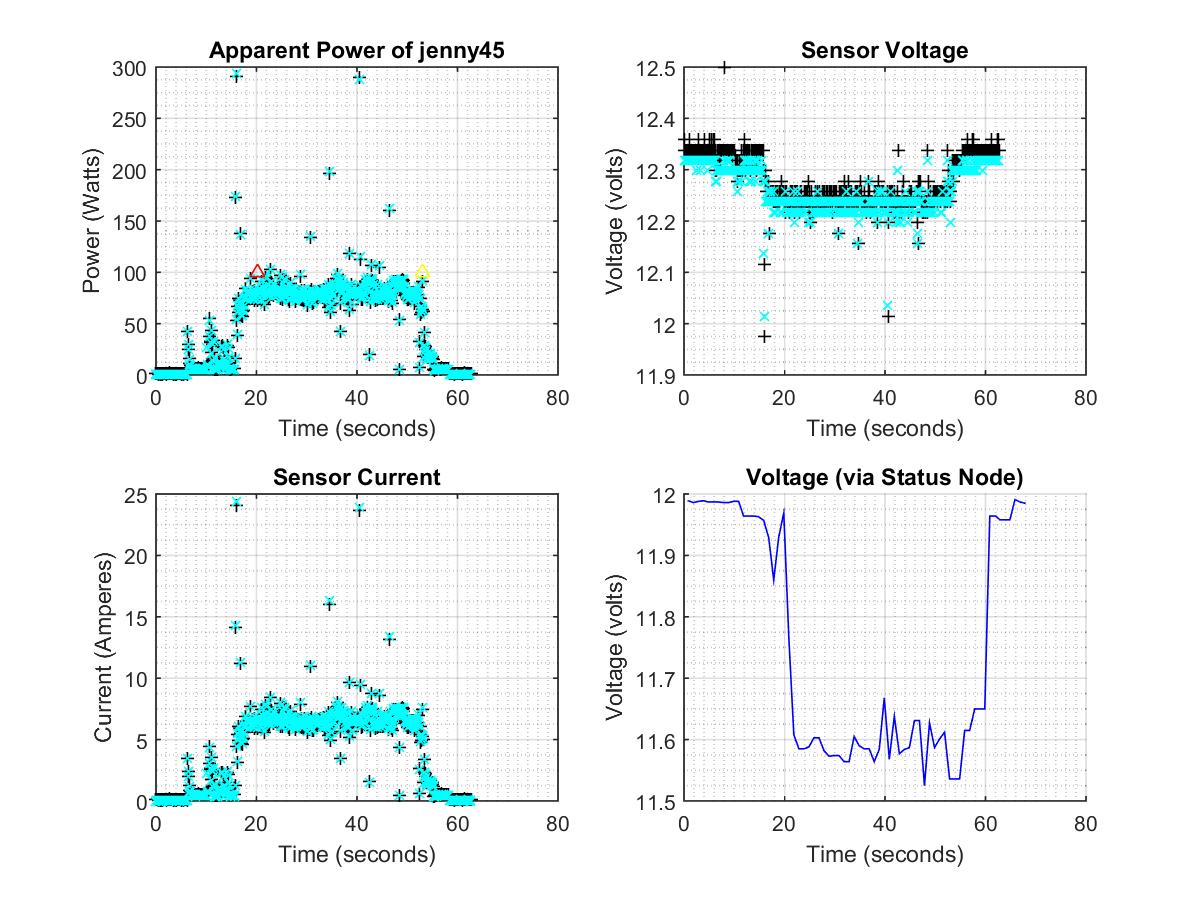 Apparent Power of jenny45
300
250
200
150
100
50
0
Power (Watts)
0 20 40 60 80
Time (seconds)
Sensor Voltage
12.5
12.4
12.3
12.2
12.1
12
11.9
Voltage (volts)
0 20 40 60 80
Time (seconds)
Sensor Current
25
20
15
10
5
0
Current (Amperes)
0 20 40 60 80
Time (seconds)
Voltage (via Status Node)
12
11.9
11.8
11.7
11.6
11.5
Voltage (volts)
0 20 40 60 80
Time (seconds)